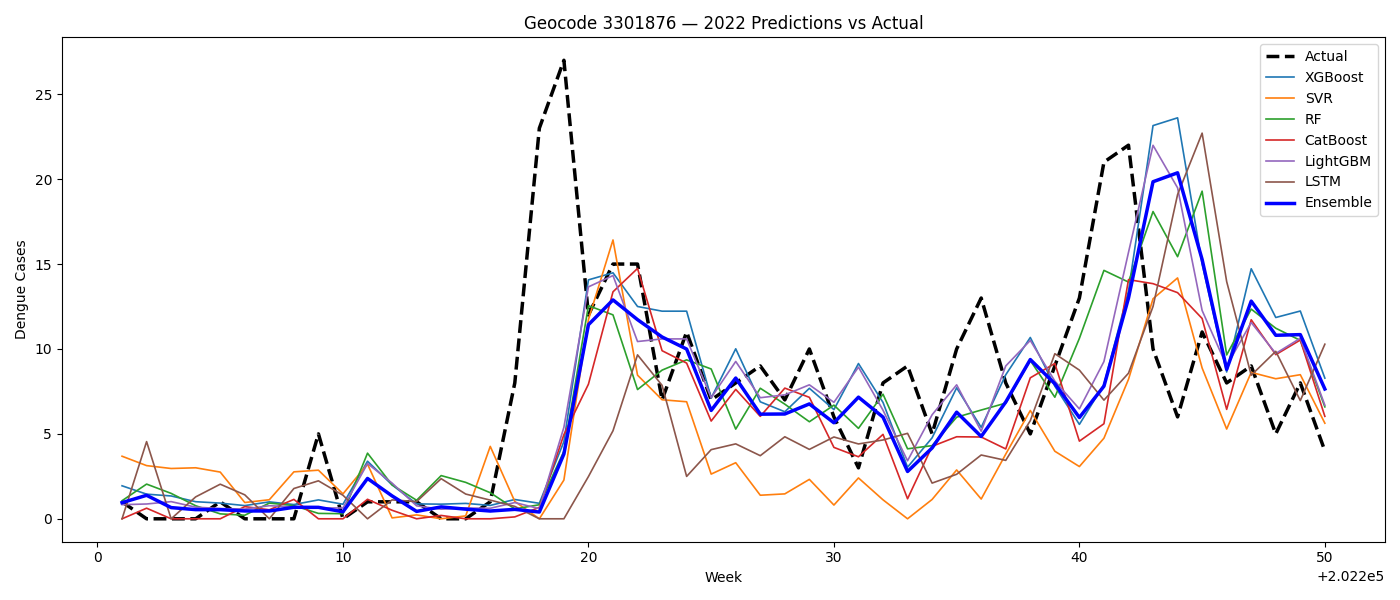 Geocode 3301876 — 2022 Predictions vs Actual
Dengue Cases
25
20
15
10
5
0
0
10
20
30
40
50
+2.022e5
Week
Actual
XGBoost
SVR
RF
CatBoost
LightGBM
LSTM
Ensemble